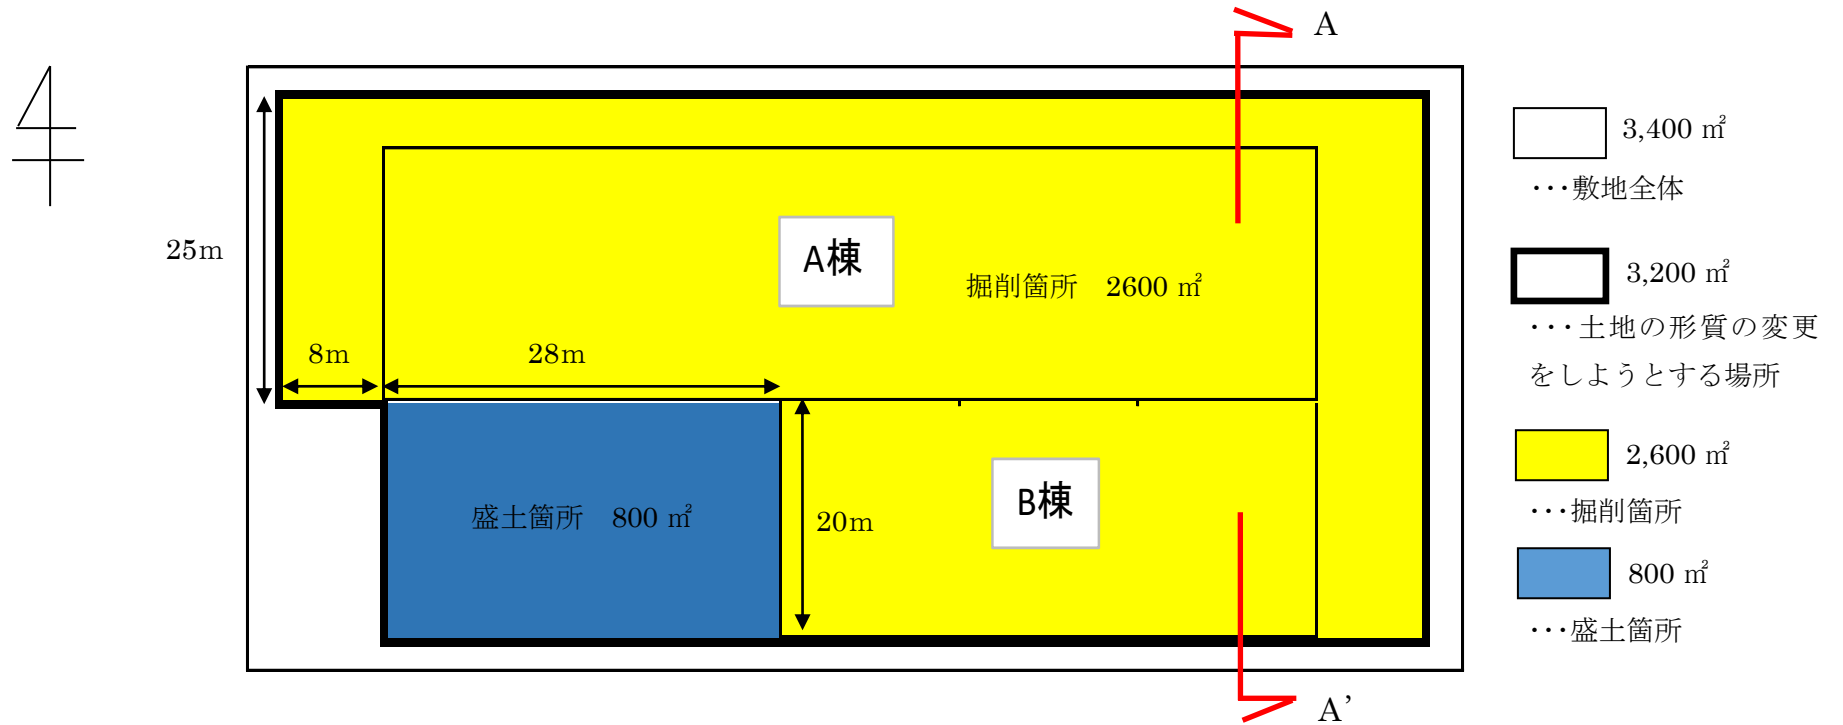 A
3,400 ㎡
・・・敷地全体
25m
A棟
掘削箇所　2600 ㎡
3,200 ㎡
・・・土地の形質の変更
をしようとする場所
8m
28m
2,600 ㎡
・・・掘削箇所
盛土箇所　800 ㎡
20m
B棟
800 ㎡
・・・盛土箇所
A’